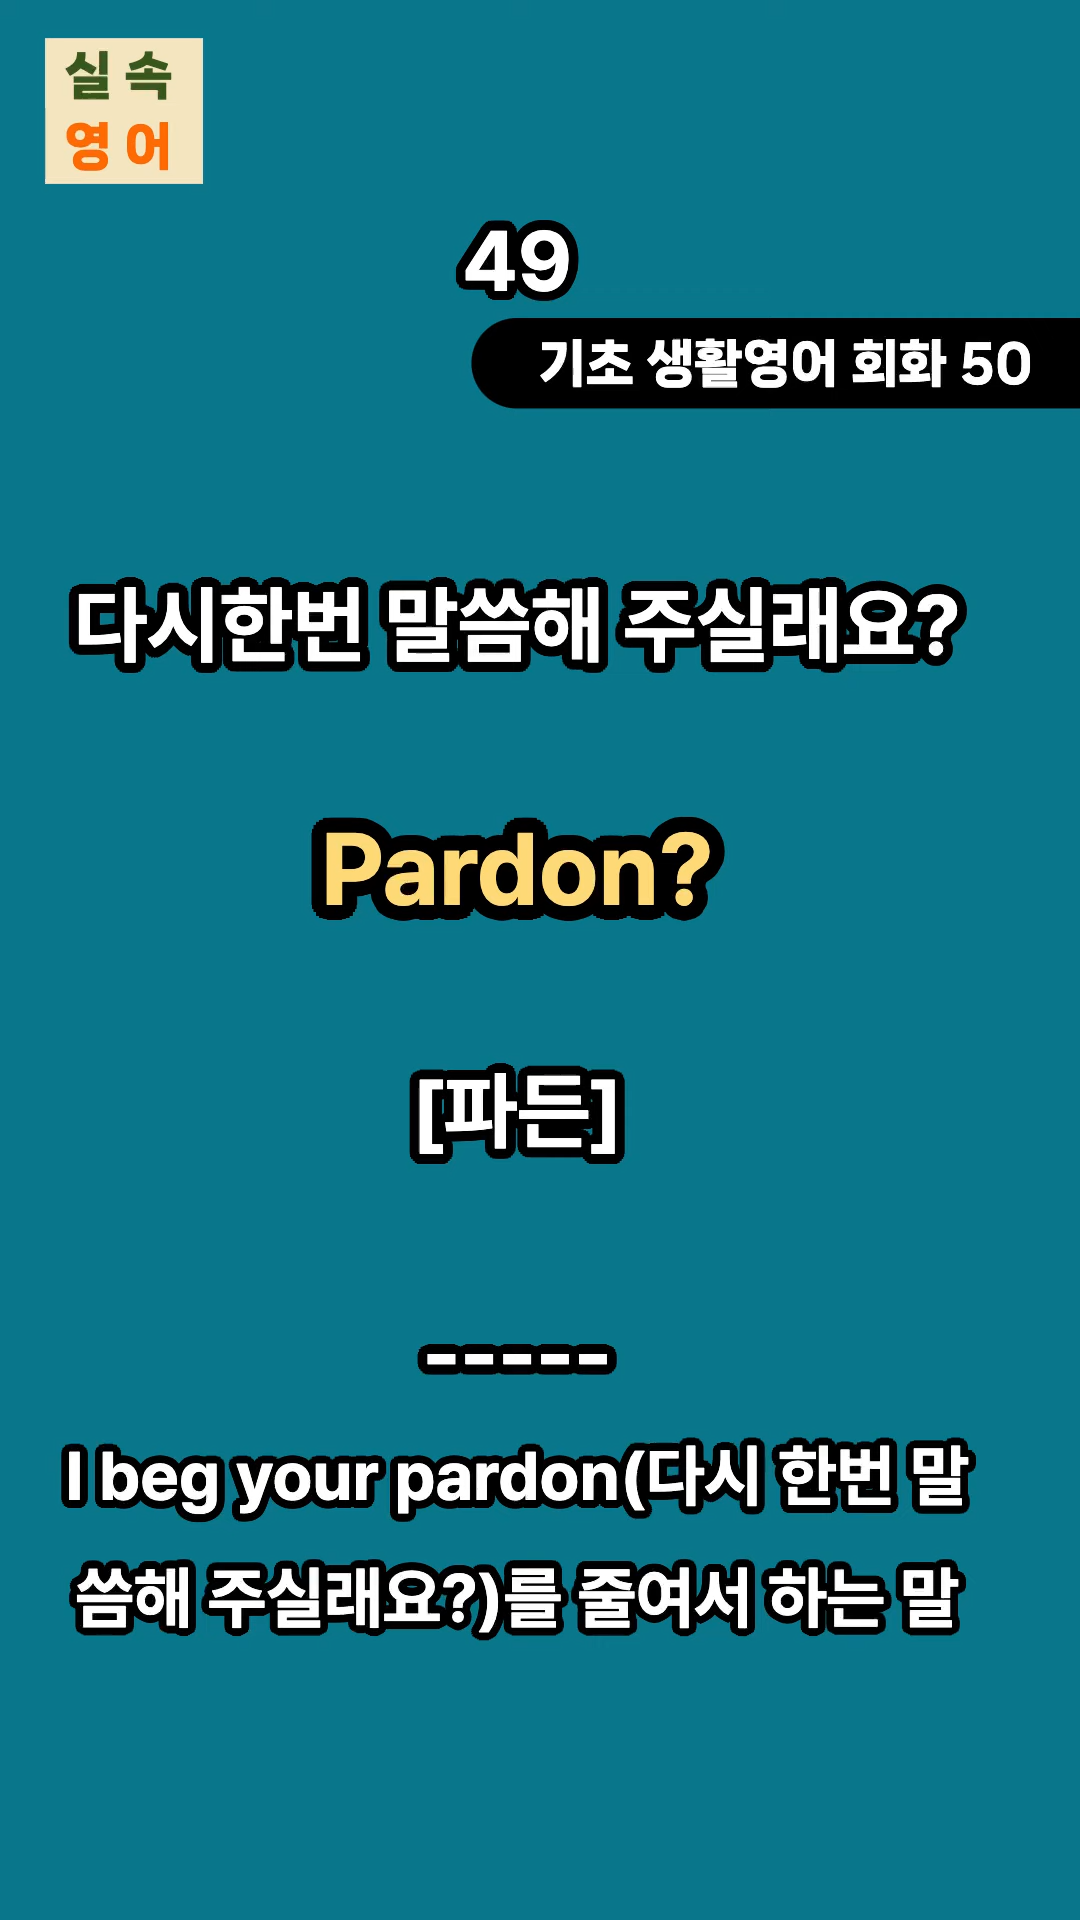 실속
영어
49
기초 생활영어 회화 50
다시한번 말씀해 주실래요?
Pardon?
[파든]
-----
I beg your pardon(다시 한번 말
씀해 주실래요?)를 줄여서 하는 말